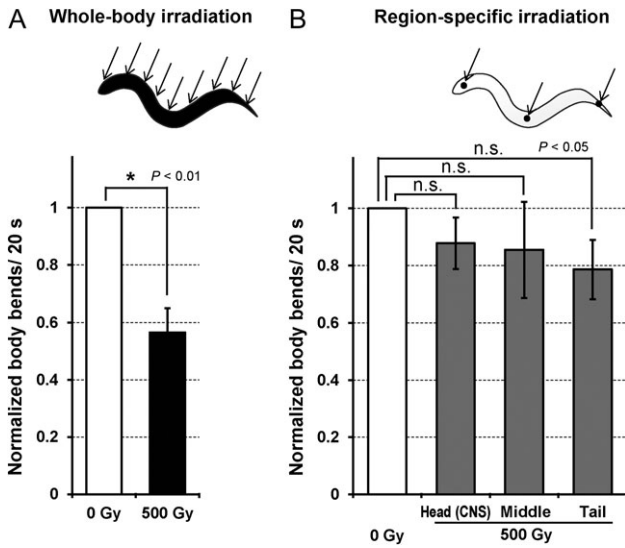 A Whole-body irradiation
* P < 0.01
Normalized body bends/ 20 s
1
0.8
0.6
0.4
0.2
0
0 Gy 500 Gy
B Region-specific irradiation
n.s. P < 0.05
n.s.
n.s.
Normalized body bends/ 20 s
1
0.8
0.6
0.4
0.2
0
Head (CNS) Middle Tail
0 Gy 500 Gy